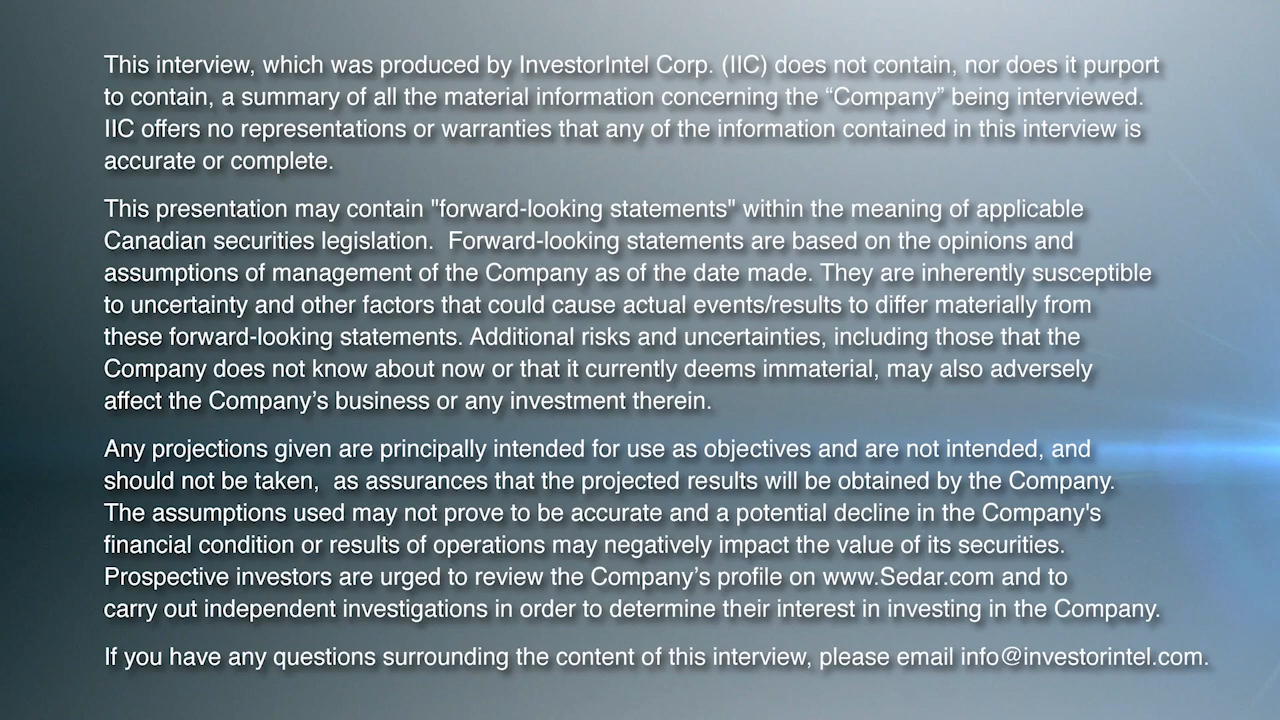 This interview, which was produced by InvestorIntel Corp. (IIC) does not contain, nor does it purport
to contain, a summary of all the material information concerning the “Company” being interviewed.
IIC offers no representations or warranties that any of the information contained in this interview is
accurate or complete.
This presentation may contain "forward-looking statements" within the meaning of applicable
Canadian securities legislation.  Forward-looking statements are based on the opinions and
assumptions of management of the Company as of the date made. They are inherently susceptible
to uncertainty and other factors that could cause actual events/results to differ materially from
these forward-looking statements. Additional risks and uncertainties, including those that the
Company does not know about now or that it currently deems immaterial, may also adversely
affect the Company’s business or any investment therein.
Any projections given are principally intended for use as objectives and are not intended, and
should not be taken,  as assurances that the projected results will be obtained by the Company.
The assumptions used may not prove to be accurate and a potential decline in the Company's
financial condition or results of operations may negatively impact the value of its securities.
Prospective investors are urged to review the Company’s profile on www.Sedar.com and to
carry out independent investigations in order to determine their interest in investing in the Company.
If you have any questions surrounding the content of this interview, please email info@investorintel.com.